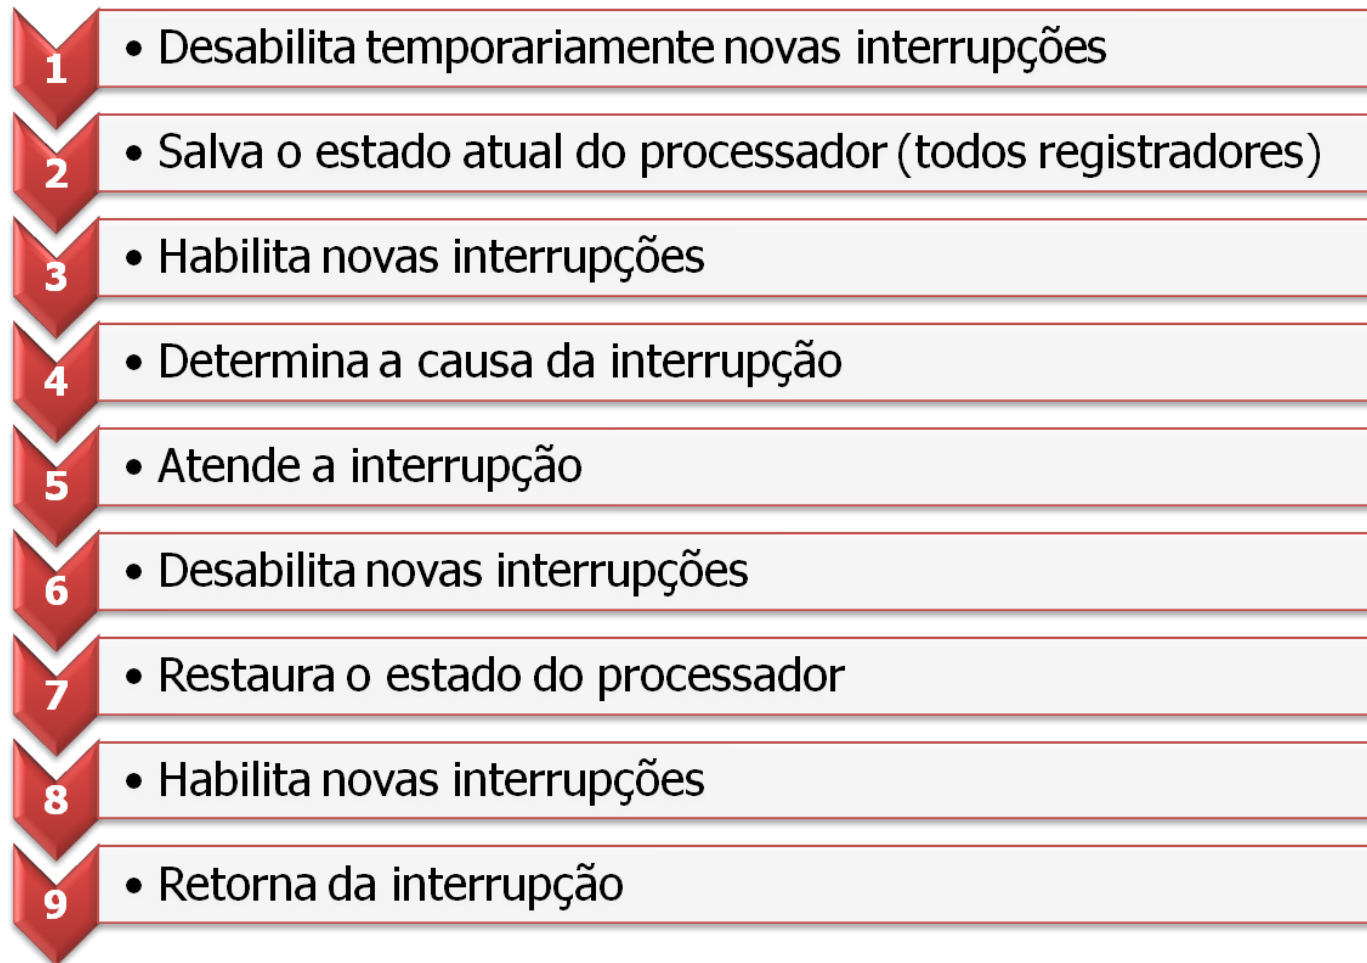 1 • Desabilita temporariamente novas interrupções
2 • Salva o estado atual do processador (todos registradores)
3 • Habilita novas interrupções
4 • Determina a causa da interrupção
5 • Atende a interrupção
6 • Desabilita novas interrupções
7 • Restaura o estado do processador
8 • Habilita novas interrupções
9 • Retorna da interrupção